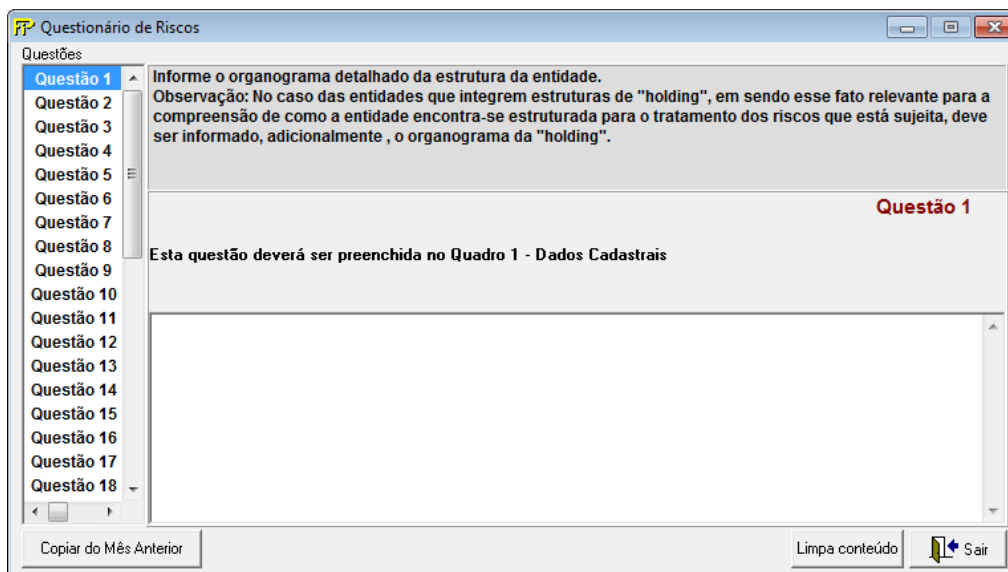 FIP Questionário de Riscos
Questões
Questão 1
Questão 2
Questão 3
Questão 4
Questão 5
Questão 6
Questão 7
Questão 8
Questão 9
Questão 10
Questão 11
Questão 12
Questão 13
Questão 14
Questão 15
Questão 16
Questão 17
Questão 18
Informe o organograma detalhado da estrutura da entidade.
Observação: No caso das entidades que integrem estruturas de "holding", em sendo esse fato relevante para a
compreensão de como a entidade encontra-se estruturada para o tratamento dos riscos que está sujeita, deve
ser informado, adicionalmente , o organograma da "holding".
Questão 1
Esta questão deverá ser preenchida no Quadro 1 - Dados Cadastrais
Copiar do Mês Anterior
Limpa conteúdo
Sair